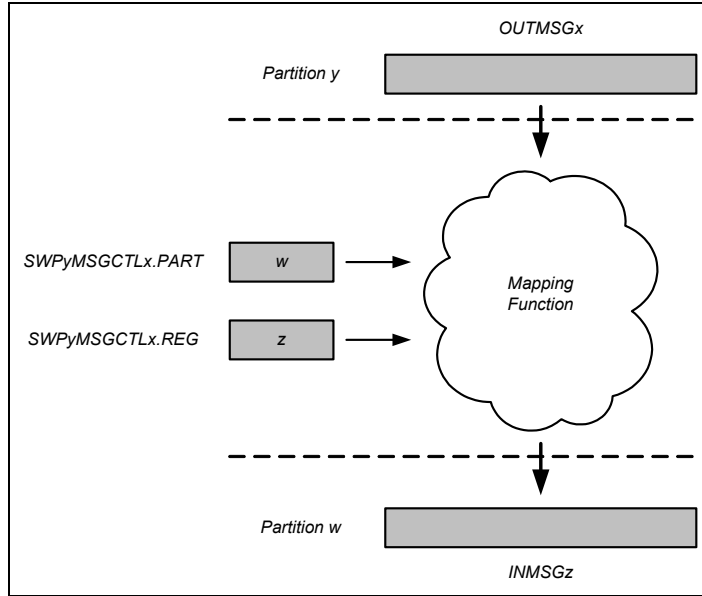 OUTMSGx
Partition y
SWPyMSGCTLx.PART
w
Mapping
Function
SWPyMSGCTLx.REG
z
Partition w
INMSGz